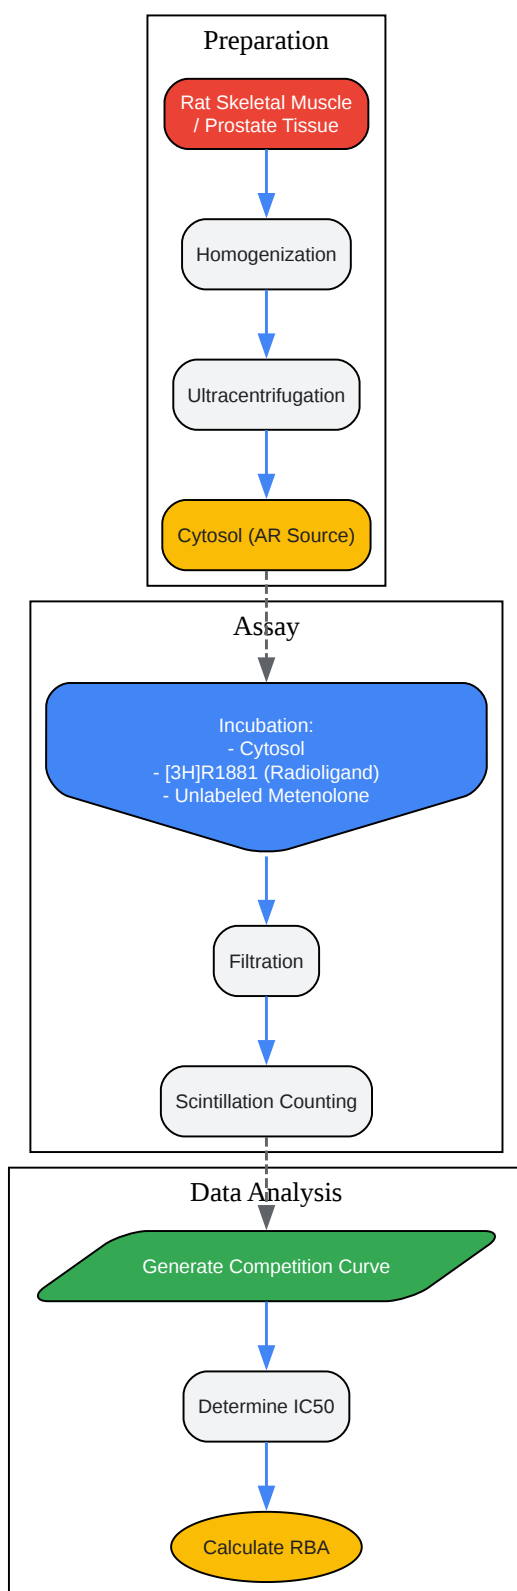 Preparation
Rat Skeletal Muscle
/ Prostate Tissue
Homogenization
Ultracentrifugation
Cytosol (AR Source)
Assay
Incubation:
- Cytosol
- [3H]R1881 (Radioligand)
- Unlabeled Metenolone
Filtration
Scintillation Counting
Data Analysis
Generate Competition Curve
Determine IC50
Calculate RBA